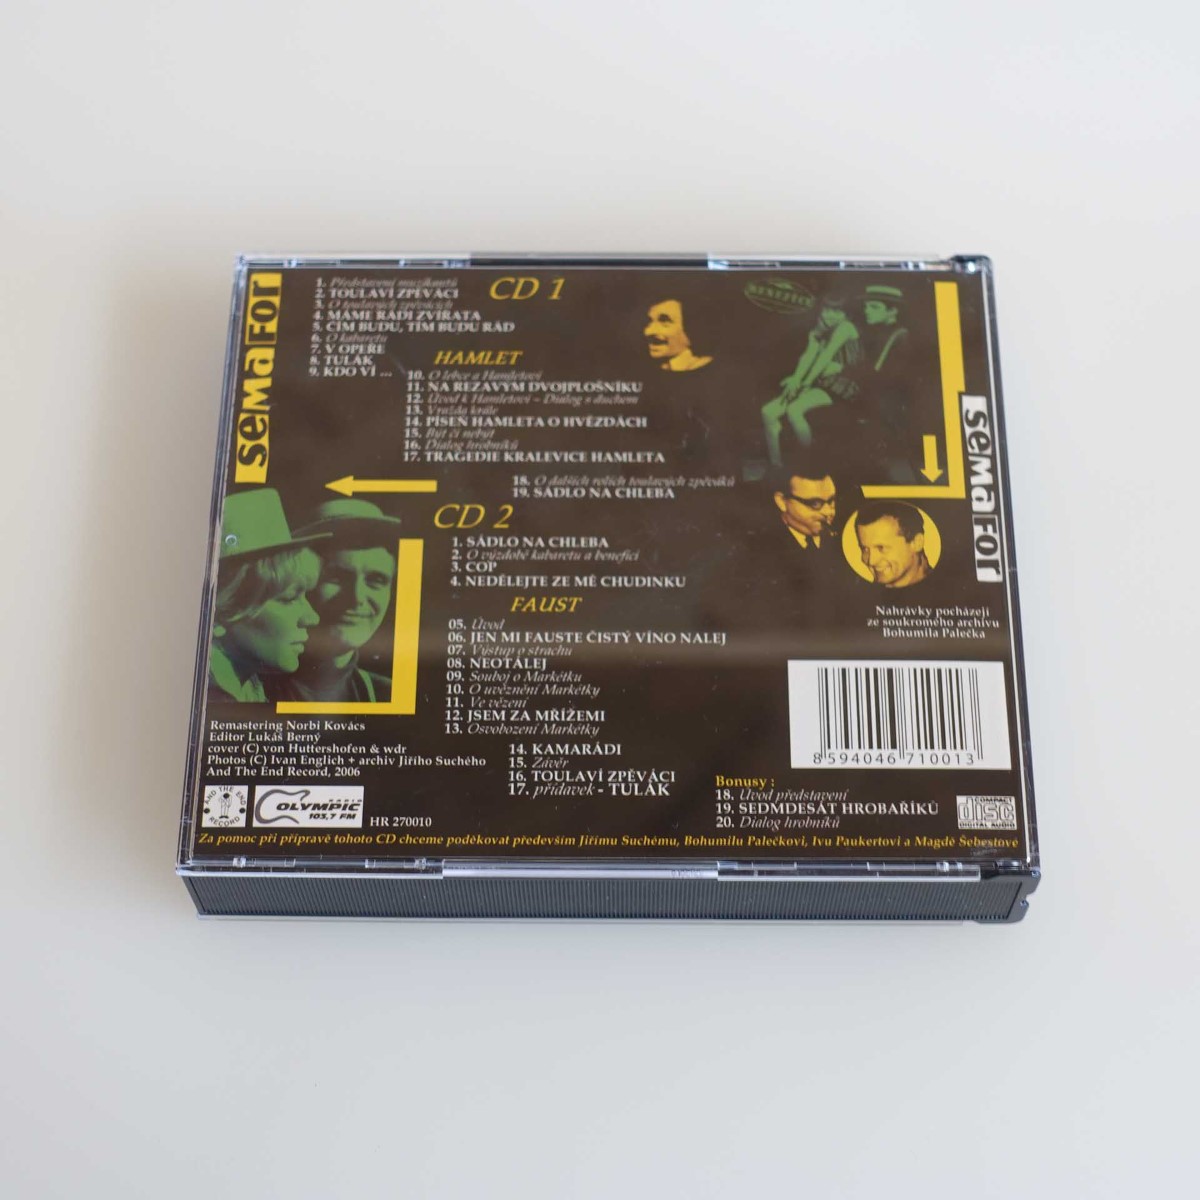 semafor
CD 1
1. Představení muzikantů
2. TOULAVÍ ZPĚVÁCI
3. O toulavých zpěvácích
4. MÁME RÁDI ZVÍŘATA
5. ČÍM BUDU, TÍM BUDU RÁD
6. O kabaretu
7. V OPEŘE
8. TULÁK
9. KDO VÍ ...
HAMLET
10. O lebce a Hamletovi
11. NA REZAVÝM DVOJPLOŠNÍKU
12. Úvod k Hamletovi - Dialog s duchem
13. Vražda krále
14. PÍSEŇ HAMLETA O HVĚZDÁCH
15. Být či nebýt
16. Dialog hrobníků
17. TRAGEDIE KRALEVICE HAMLETA
18. O dalších rolích toulavých zpěváků
19. SÁDLO NA CHLEBA
BENEFICE
semafor
CD 2
1. SÁDLO NA CHLEBA
2. O výzdobě kabaretu a benefici
3. COP
4. NEDĚLEJTE ZE MĚ CHUDINKU
FAUST
05. Úvod
06. JEN MI FAUSTE ČISTÝ VÍNO NALEJ
07. Výstup o strachu
08. NEOTÁLEJ
09. Souboj o Markétku
10. O uvěznění Markétky
11. Ve vězení
12. JSEM ZA MŘÍŽEMI
13. Osvobození Markétky
14. KAMARÁDI
15. Závěr
16. TOULAVÍ ZPĚVÁCI
17. přídavek - TULÁK
Nahrávky pocházejí
ze soukromého archivu
Bohumila Palečka
8 594046 710013
Bonusy :
18. Úvod představení
19. SEDMDESÁT HROBAŘÍKŮ
20. Dialog hrobníků
COMPACT
disc
DIGITAL AUDIO
Remastering Norbi Kovács
Editor Lukáš Berný
cover (C) von Huttershofen & wdr
Photos (C) Ivan Englich + archiv Jiřího Suchého
And The End Record, 2006
AND THE END
RECORD
RADIO
OLYMPIC
103,7 FM
HR 270010
Za pomoc při přípravě tohoto CD chceme poděkovat především Jiřímu Suchému, Bohumilu Palečkovi, Ivu Paukertovi a Magdě Šebestové